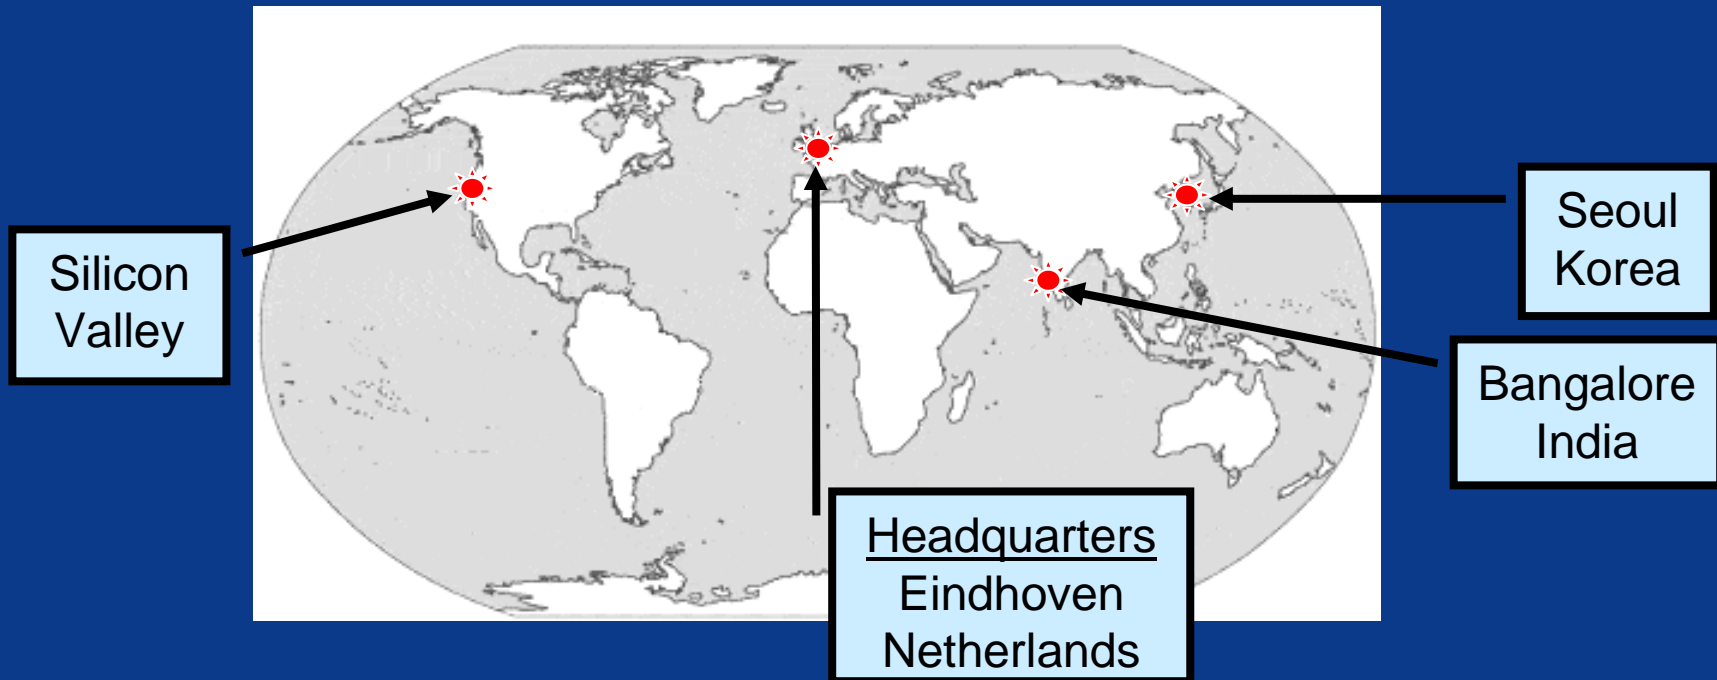 Silicon
Valley
Headquarters
Eindhoven
Netherlands
Seoul
Korea
Bangalore
India